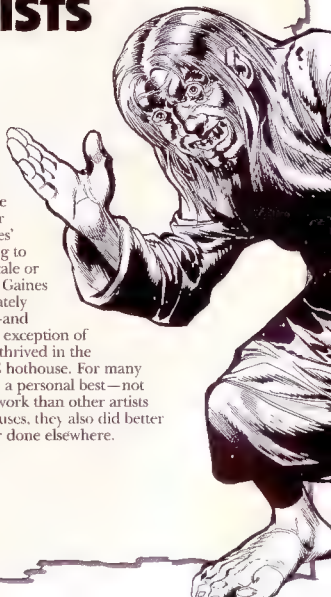 ISTS
es'
g to
ale or
Gaines
ately
and
exception of
thrived in the
hothouse. For many
a personal best—not
work than other artists
uses, they also did better
done elsewhere.